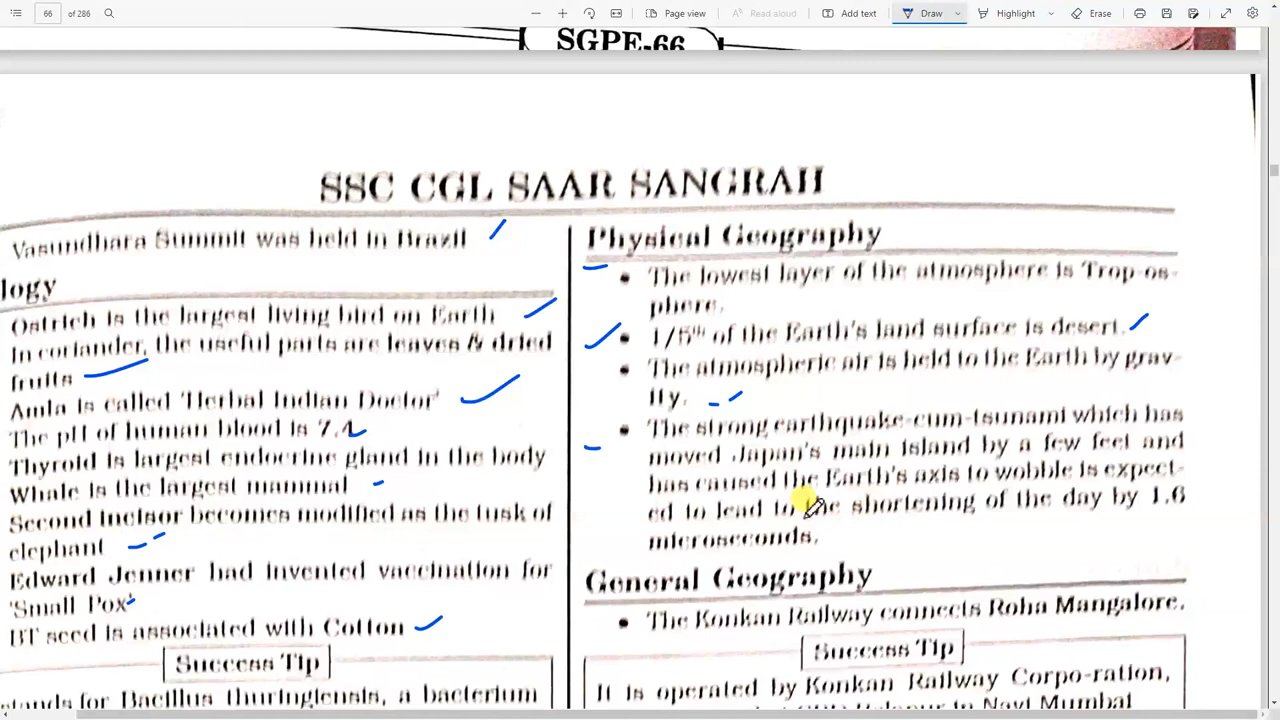 66 of 286
Page view
Read aloud
Add text
Draw
Highlight
Erase
SGPE-66
SSC CGL SAAR SANGRAH
Vasundhara Summit was held in Brazil
logy
Ostrich is the largest living bird on Earth
In coriander, the useful parts are leaves & dried
fruits
Amla is called 'Herbal Indian Doctor'
The pH of human blood is 7.4
Thyroid is largest endocrine gland in the body
Whale is the largest mammal
Second Incisor becomes modified as the tusk of
elephant
Edward Jenner had invented vaccination for
'Small Pox'
BT seed is associated with Cotton
Success Tip
stands for Bacillus thuringiensis, a bacterium
Physical Geography
• The lowest layer of the atmosphere is Trop-os-
phere.
• 1/5th of the Earth's land surface is desert.
• The atmospheric air is held to the Earth by grav-
ity.
• The strong earthquake-cum-tsunami which has
moved Japan's main island by a few feet and
has caused the Earth's axis to wobble is expect-
ed to lead to the shortening of the day by 1.6
microseconds.
General Geography
• The Konkan Railway connects Roha Mangalore.
Success Tip
It is operated by Konkan Railway Corpo-ration,
in Navi Mumbai